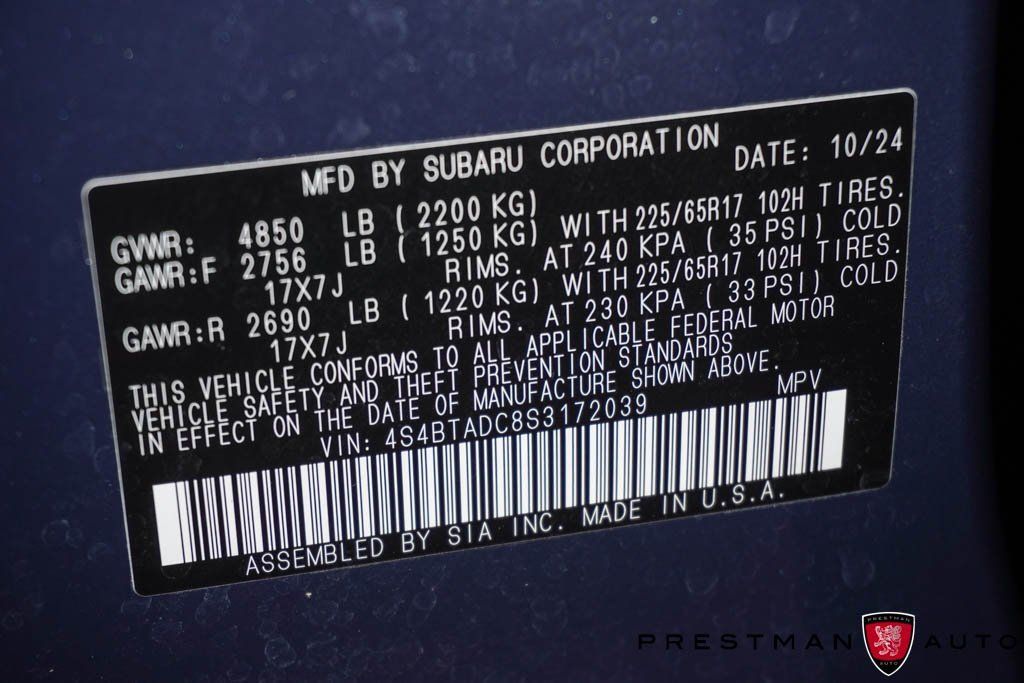 MFD BY SUBARU CORPORATION DATE: 10/24
GVWR: 4850 LB ( 2200 KG)
GAWR:F 2756 LB ( 1250 KG) WITH 225/65R17 102H TIRES.
17X7J RIMS. AT 240 KPA ( 35 PSI) COLD
GAWR:R 2690 LB ( 1220 KG) WITH 225/65R17 102H TIRES.
17X7J RIMS. AT 230 KPA ( 33 PSI) COLD
THIS VEHICLE CONFORMS TO ALL APPLICABLE FEDERAL MOTOR
VEHICLE SAFETY AND THEFT PREVENTION STANDARDS
IN EFFECT ON THE DATE OF MANUFACTURE SHOWN ABOVE.
VIN: 4S4BTADC8S3172039 MPV
ASSEMBLED BY SIA INC. MADE IN U.S.A.
PRESTMAN PRESTMAN AUTO AUTO